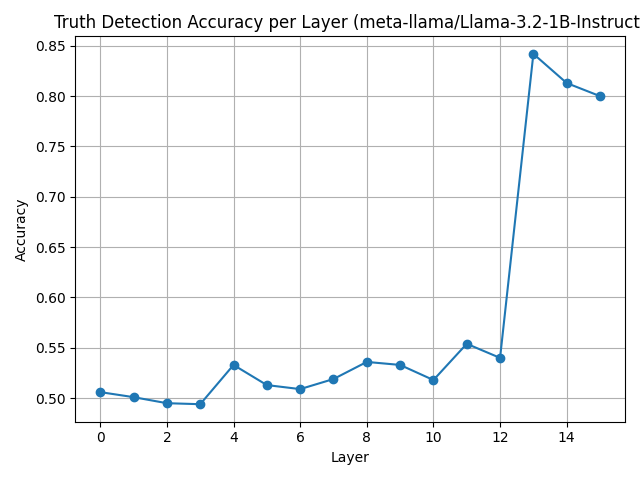 Truth Detection Accuracy per Layer (meta-llama/Llama-3.2-1B-Instruct
0.85
0.80
0.75
0.70
0.65
0.60
0.55
0.50
Accuracy
0 2 4 6 8 10 12 14
Layer